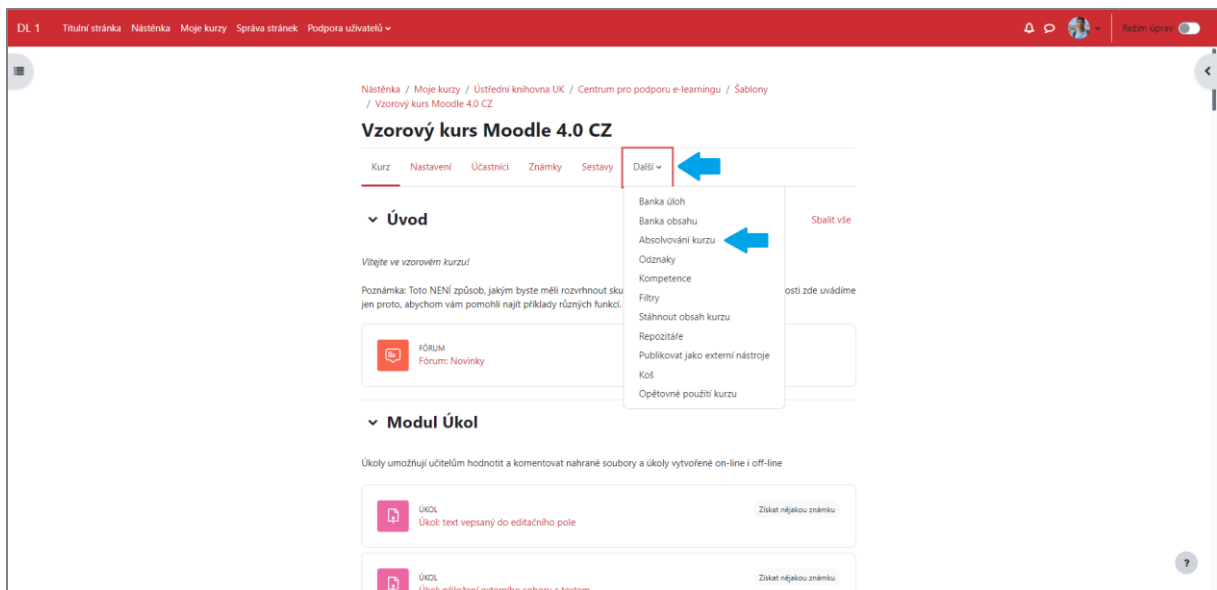 DL 1 Titulní stránka Nástěnka Moje kurzy Správa stránek Podpora uživatelů Režim úprav
Nástěnka / Moje kurzy / Ústřední knihovna UK / Centrum pro podporu e-learningu / Šablony
/ Vzorový kurs Moodle 4.0 CZ
Vzorový kurs Moodle 4.0 CZ
Kurz Nastavení Účastníci Známky Sestavy Další
Banka úloh
Banka obsahu
Absolvování kurzu
Odznaky
Kompetence
Filtry
Stáhnout obsah kurzu
Repozitáře
Publikovat jako externí nástroje
Koš
Opětovné použití kurzu
Úvod Sbalit vše
Vítejte ve vzorovém kurzu!
Poznámka: Toto NENÍ způsob, jakým byste měli rozvrhnout sku osti zde uvádíme
jen proto, abychom vám pomohli najít příklady různých funkcí.
FÓRUM
Fórum: Novinky
Modul Úkol
Úkoly umožňují učitelům hodnotit a komentovat nahrané soubory a úkoly vytvořené on-line i off-line
ÚKOL
Úkol: text vepsaný do editačního pole
Získat nějakou známku
ÚKOL
Úkol: přiložení externího souboru s textem
Získat nějakou známku
?